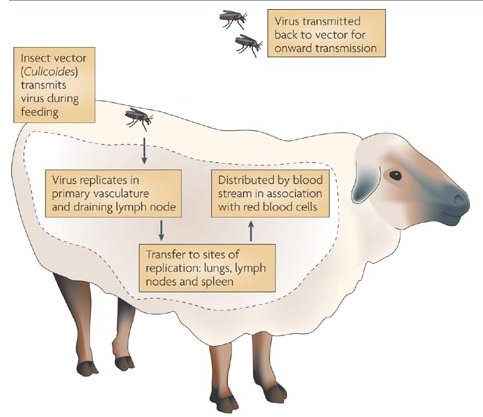 Virus transmitted
back to vector for
onward transmission
Insect vector
(Culicoides)
transmits
virus during
feeding
Virus replicates in
primary vasculature
and draining lymph node
Distributed by blood
stream in association
with red blood cells
Transfer to sites of
replication: lungs, lymph
nodes and spleen